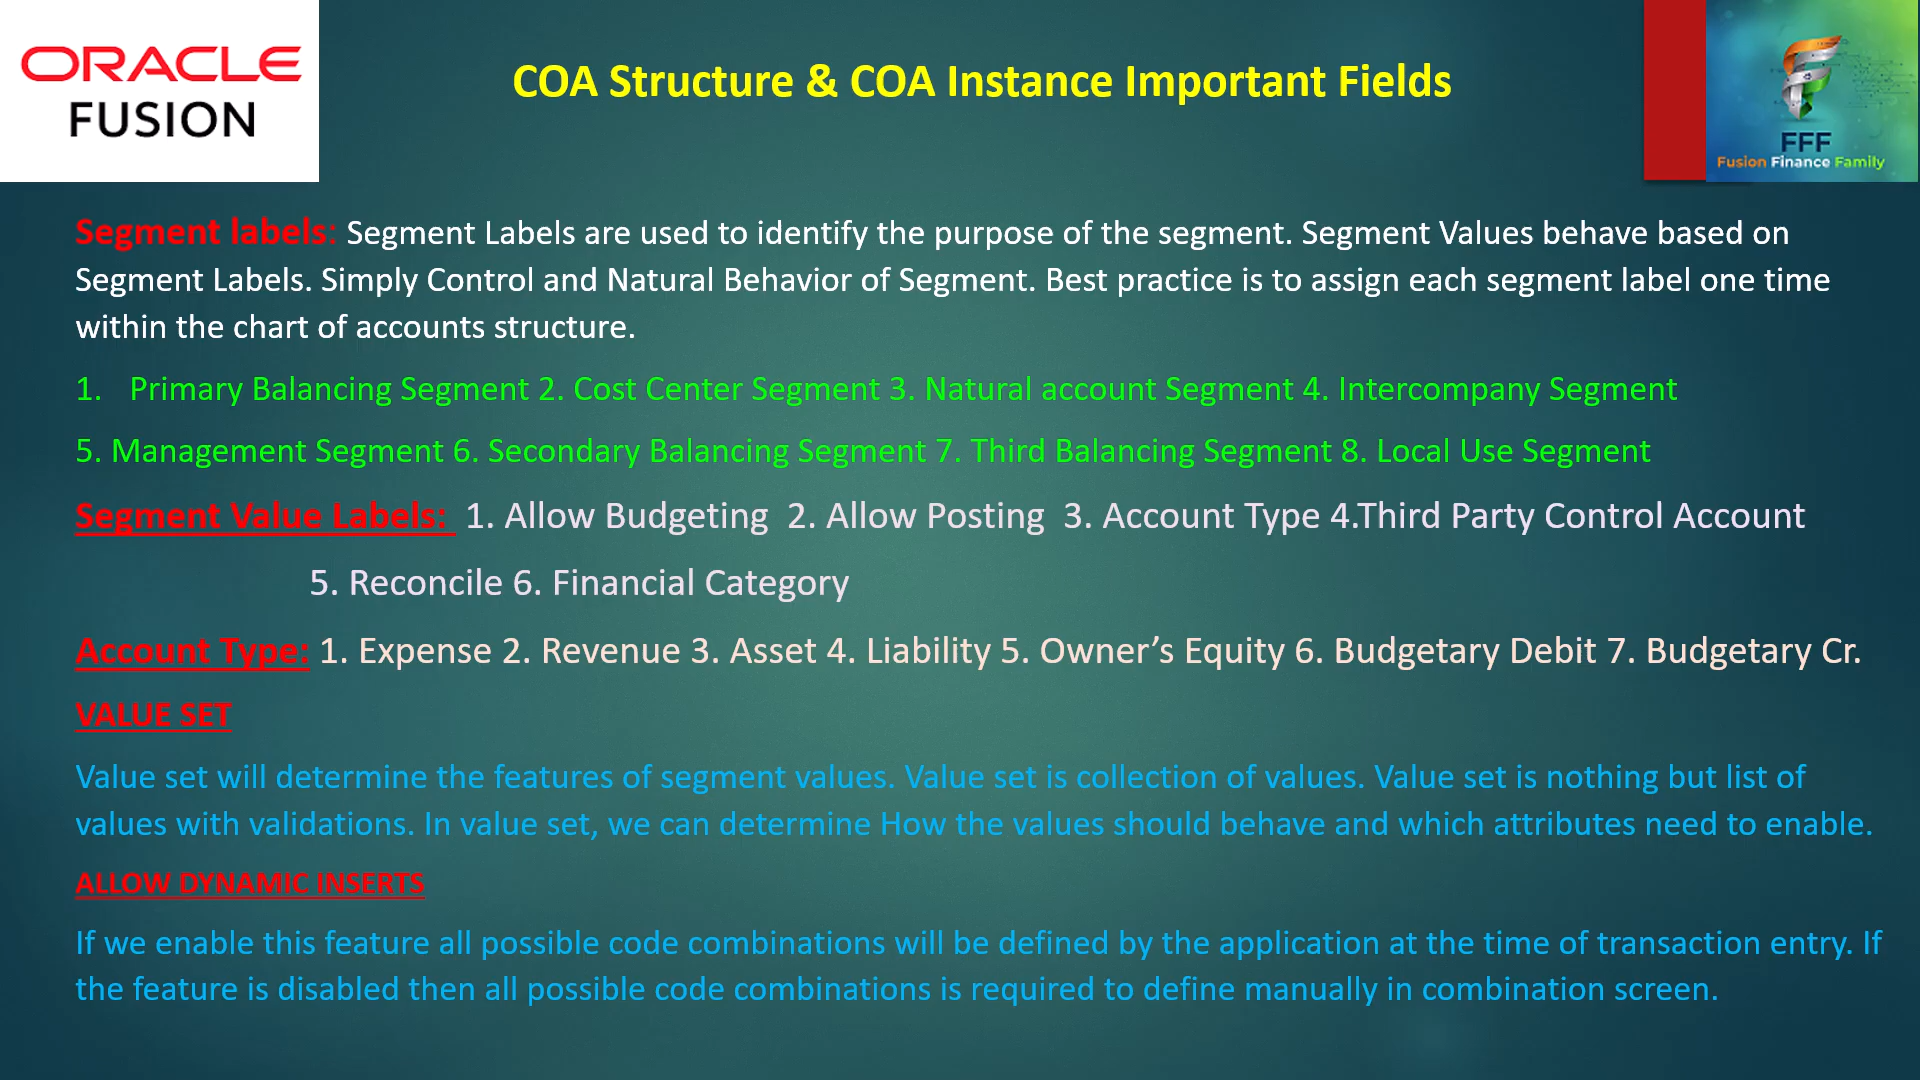 ORACLE
FUSION
COA Structure & COA Instance Important Fields
FFF
Fusion Finance Family
Segment labels: Segment Labels are used to identify the purpose of the segment. Segment Values behave based on
Segment Labels. Simply Control and Natural Behavior of Segment. Best practice is to assign each segment label one time
within the chart of accounts structure.
1. Primary Balancing Segment 2. Cost Center Segment 3. Natural account Segment 4. Intercompany Segment
5. Management Segment 6. Secondary Balancing Segment 7. Third Balancing Segment 8. Local Use Segment
Segment Value Labels: 1. Allow Budgeting 2. Allow Posting 3. Account Type 4.Third Party Control Account
5. Reconcile 6. Financial Category
Account Type: 1. Expense 2. Revenue 3. Asset 4. Liability 5. Owner’s Equity 6. Budgetary Debit 7. Budgetary Cr.
VALUE SET
Value set will determine the features of segment values. Value set is collection of values. Value set is nothing but list of
values with validations. In value set, we can determine How the values should behave and which attributes need to enable.
ALLOW DYNAMIC INSERTS
If we enable this feature all possible code combinations will be defined by the application at the time of transaction entry. If
the feature is disabled then all possible code combinations is required to define manually in combination screen.